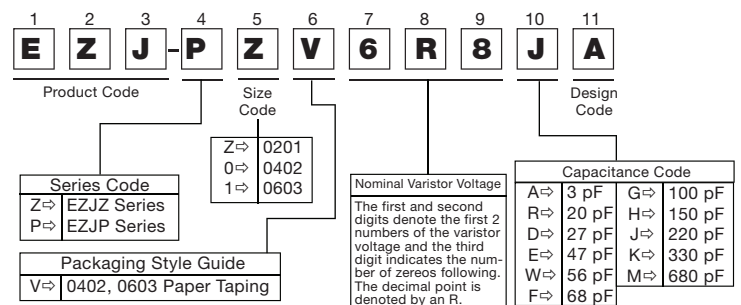 1 2 3 4 5 6 7 8 9 10 11
E Z J - P Z V 6 R 8 J A
Product Code
Size
Code
Design
Code
Z⇨ 0201
0⇨ 0402
1⇨ 0603
Series Code
Z⇨ EZJZ Series
P⇨ EZJP Series
Packaging Style Guide
V⇨ 0402, 0603 Paper Taping
Nominal Varistor Voltage
The first and second
digits denote the first 2
numbers of the varistor
voltage and the third
digit indicates the num-
ber of zereos following.
The decimal point is
denoted by an R.
Capacitance Code
A⇨ 3 pF G⇨ 100 pF
R⇨ 20 pF H⇨ 150 pF
D⇨ 27 pF J⇨ 220 pF
E⇨ 47 pF K⇨ 330 pF
W⇨ 56 pF M⇨ 680 pF
F⇨ 68 pF